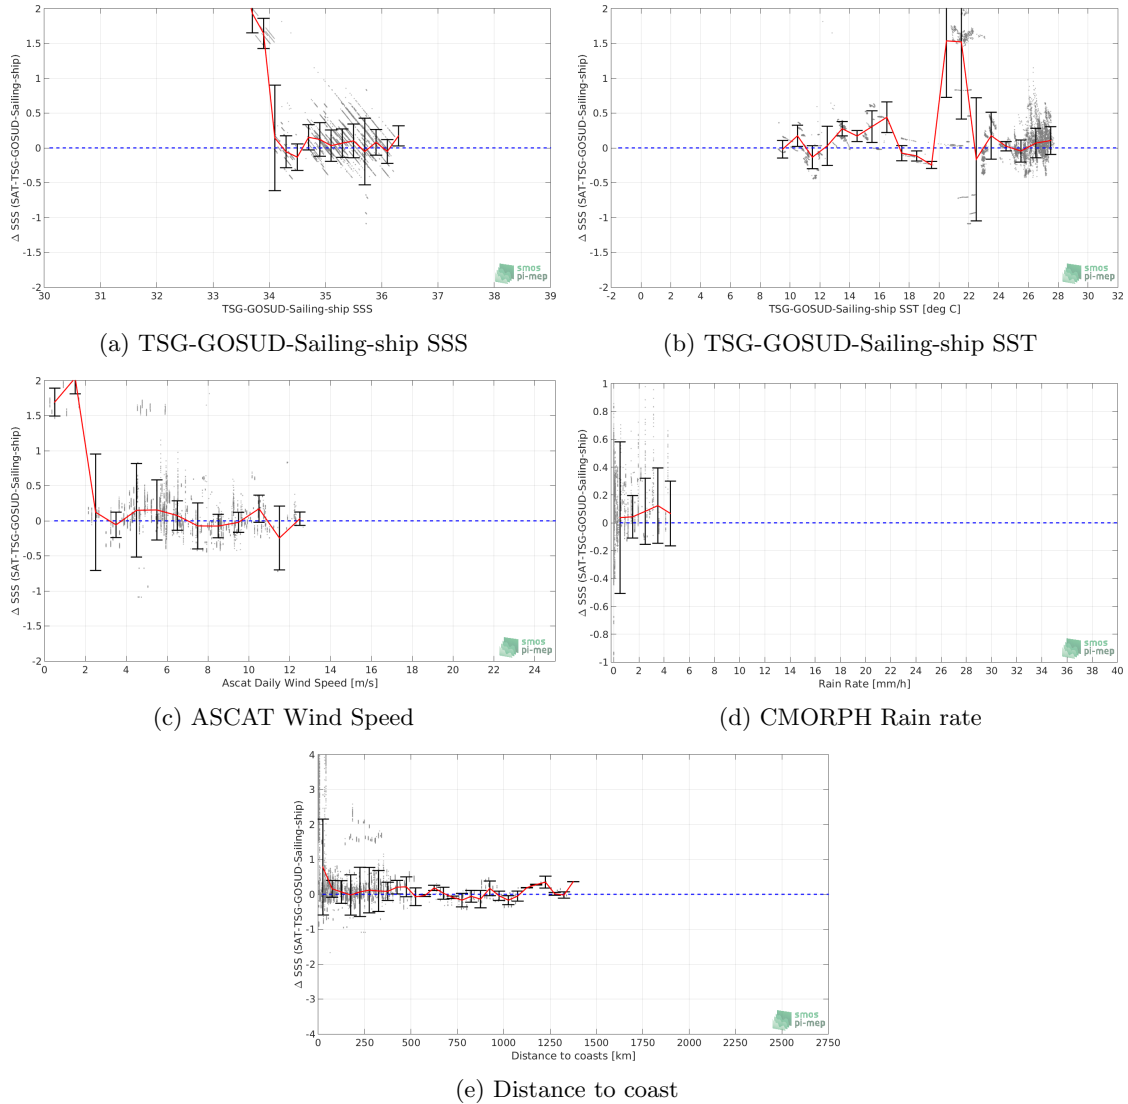 2
1.5
1
0.5
0
-0.5
-1
-1.5
-2
Δ SSS (SAT-TSG-GOSUD-Sailing-ship)
30 31 32 33 34 35 36 37 38 39
TSG-GOSUD-Sailing-ship SSS
smos
pi-mep
(a) TSG-GOSUD-Sailing-ship SSS
2
1.5
1
0.5
0
-0.5
-1
-1.5
-2
Δ SSS (SAT-TSG-GOSUD-Sailing-ship)
-2 0 2 4 6 8 10 12 14 16 18 20 22 24 26 28 30 32
TSG-GOSUD-Sailing-ship SST [deg C]
smos
pi-mep
(b) TSG-GOSUD-Sailing-ship SST
2
1.5
1
0.5
0
-0.5
-1
-1.5
-2
Δ SSS (SAT-TSG-GOSUD-Sailing-ship)
0 2 4 6 8 10 12 14 16 18 20 22 24
Ascat Daily Wind Speed [m/s]
smos
pi-mep
(c) ASCAT Wind Speed
1
0.8
0.6
0.4
0.2
0
-0.2
-0.4
-0.6
-0.8
-1
Δ SSS (SAT-TSG-GOSUD-Sailing-ship)
0 2 4 6 8 10 12 14 16 18 20 22 24 26 28 30 32 34 36 38 40
Rain Rate [mm/h]
smos
pi-mep
(d) CMORPH Rain rate
4
3
2
1
0
-1
-2
-3
-4
Δ SSS (SAT-TSG-GOSUD-Sailing-ship)
0 250 500 750 1000 1250 1500 1750 2000 2250 2500 2750
Distance to coasts [km]
smos
pi-mep
(e) Distance to coast